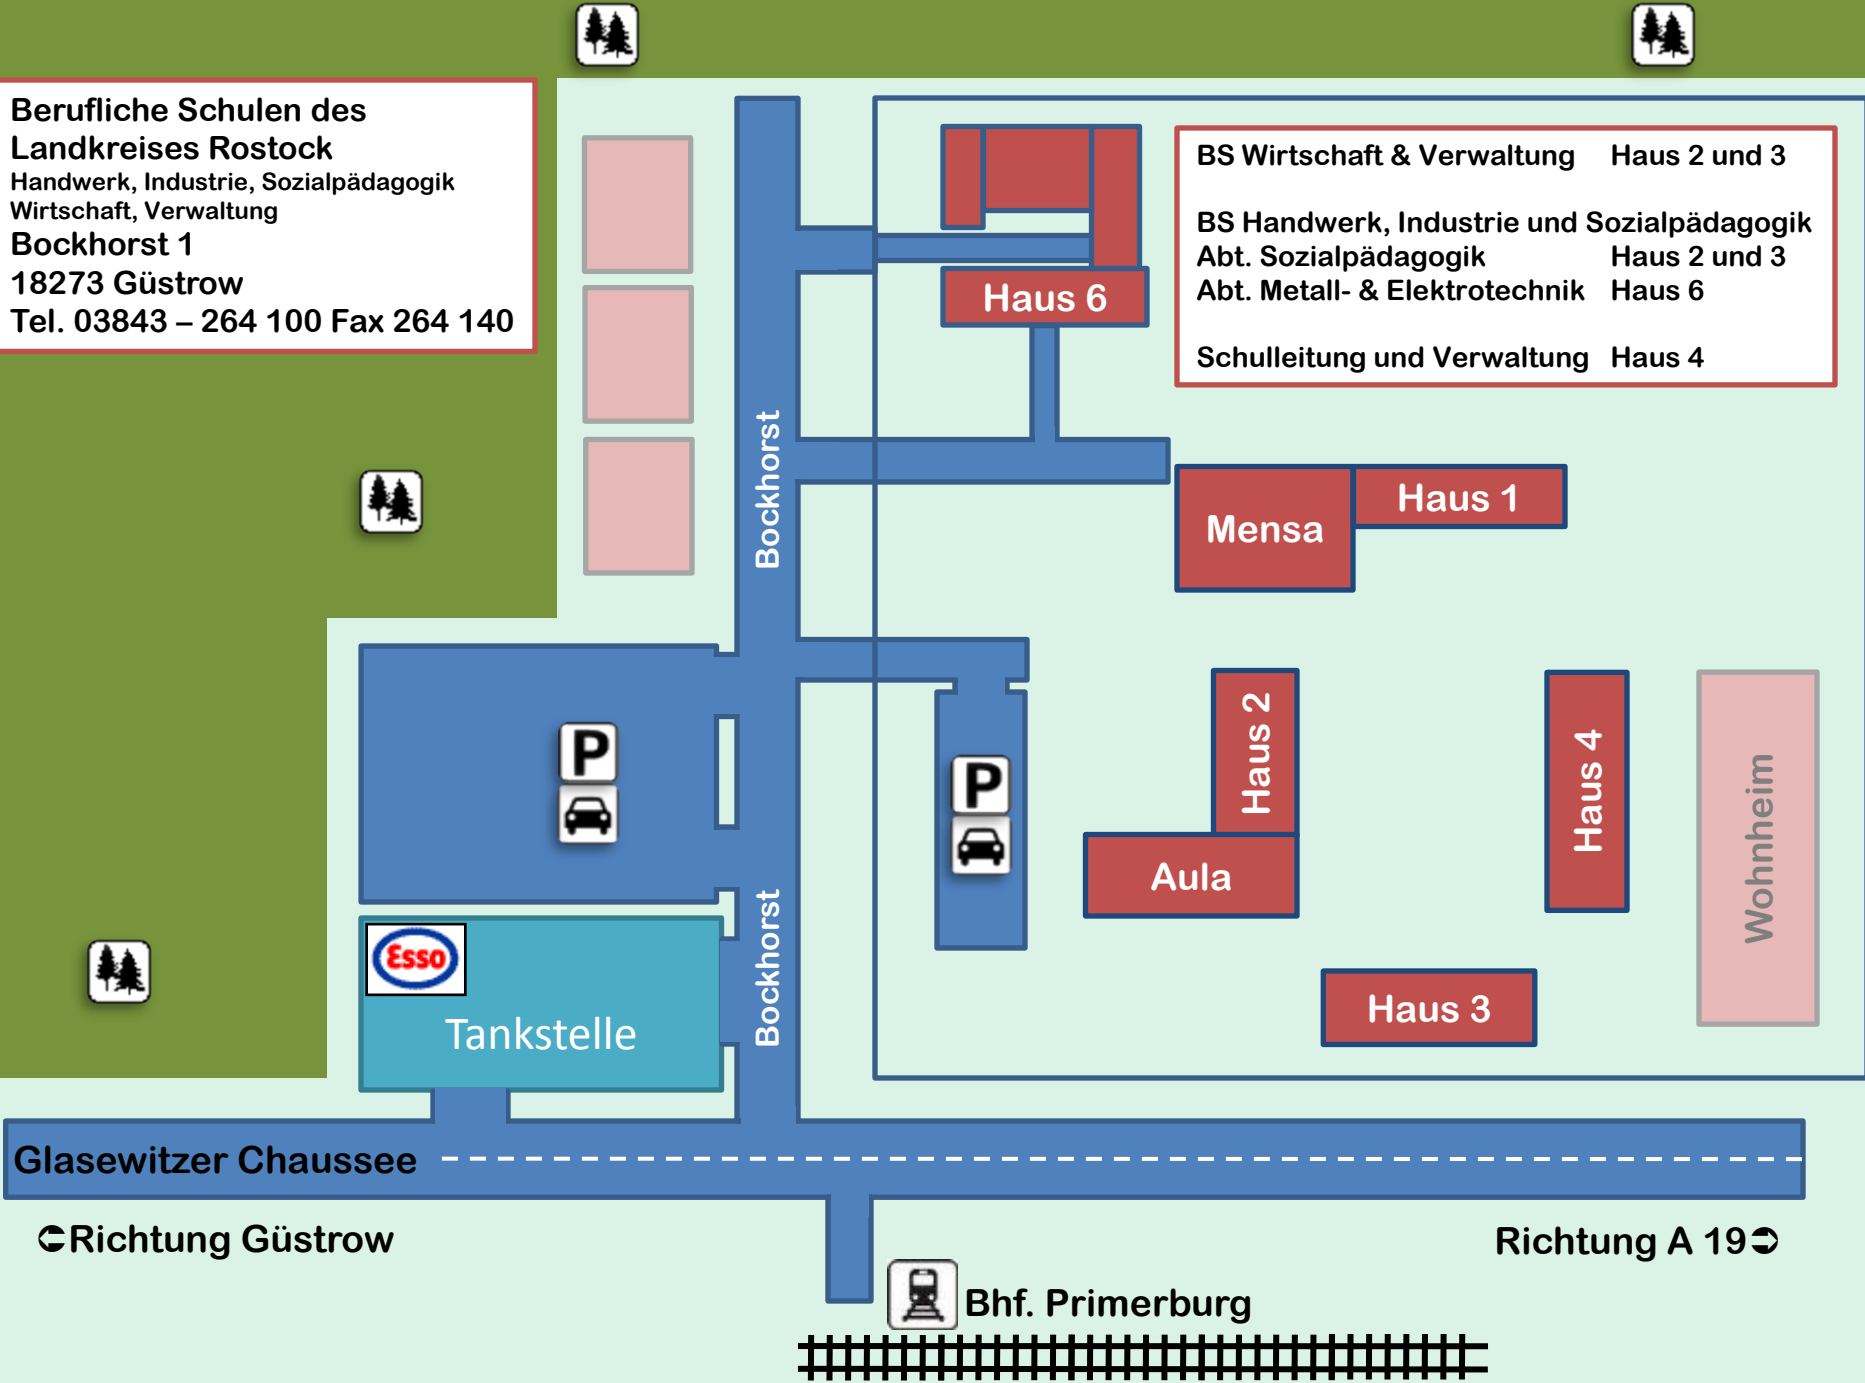 Berufliche Schulen des
Landkreises Rostock
Handwerk, Industrie, Sozialpädagogik
Wirtschaft, Verwaltung
Bockhorst 1
18273 Güstrow
Tel. 03843 – 264 100 Fax 264 140
BS Wirtschaft & Verwaltung Haus 2 und 3
BS Handwerk, Industrie und Sozialpädagogik
Abt. Sozialpädagogik Haus 2 und 3
Abt. Metall- & Elektrotechnik Haus 6
Schulleitung und Verwaltung Haus 4
Haus 6
Bockhorst
Mensa
Haus 1
P
P
Haus 2
Haus 4
Wohnheim
Aula
Haus 3
Esso
Tankstelle
Bockhorst
Glasewitzer Chaussee
➲Richtung Güstrow
Richtung A 19➲
Bhf. Primerburg